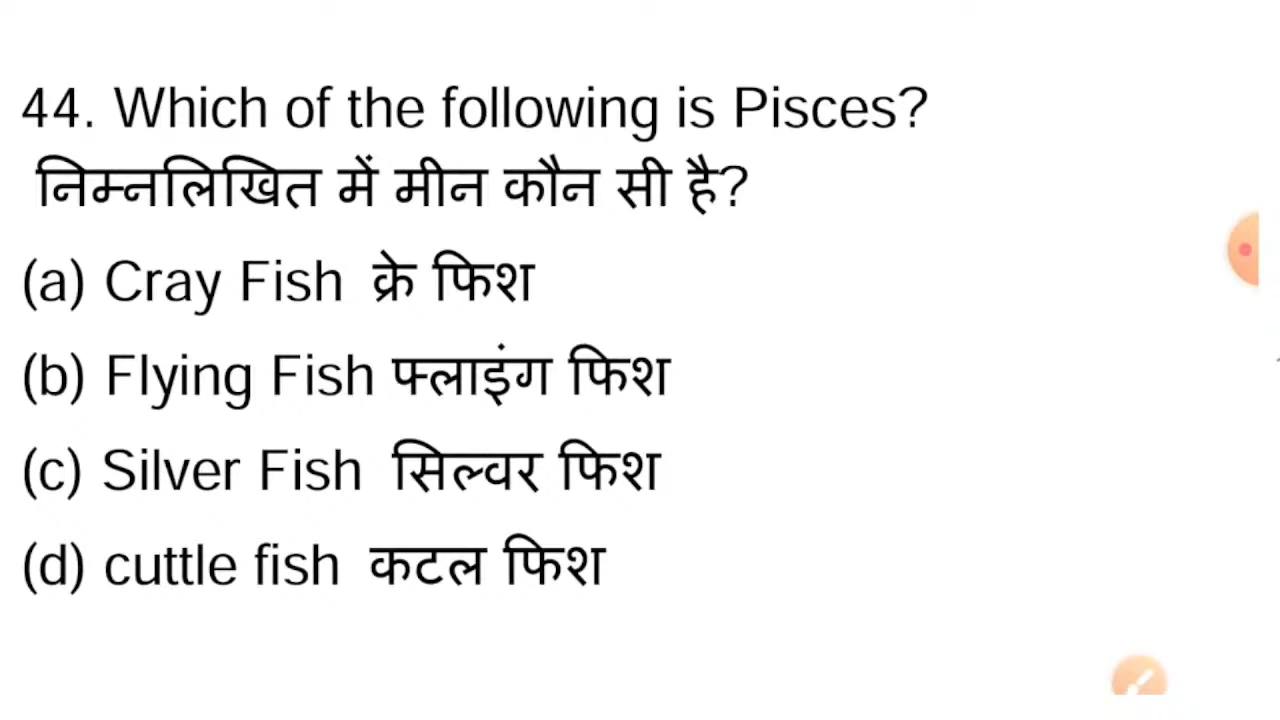 44. Which of the following is Pisces?
निम्नलिखित में मीन कौन सी है?
(a) Cray Fish क्रे फिश
(b) Flying Fish फ्लाइंग फिश
(c) Silver Fish सिल्वर फिश
(d) cuttle fish कटल फिश